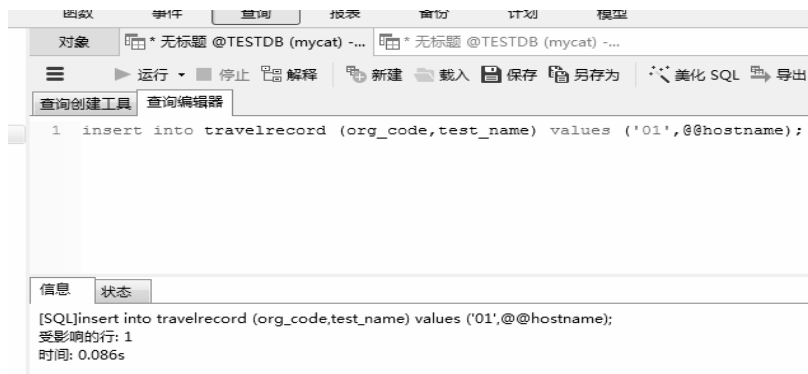 函数 事件 查询 报表 备份 计划 模型
对象 * 无标题 @TESTDB (mycat) -... * 无标题 @TESTDB (mycat) -...
运行 停止 解释 新建 载入 保存 另存为 美化 SQL 导出
查询创建工具 查询编辑器
1 insert into travelrecord (org_code,test_name) values ('01',@@hostname);
信息 状态
[SQL]insert into travelrecord (org_code,test_name) values ('01',@@hostname);
受影响的行: 1
时间: 0.086s